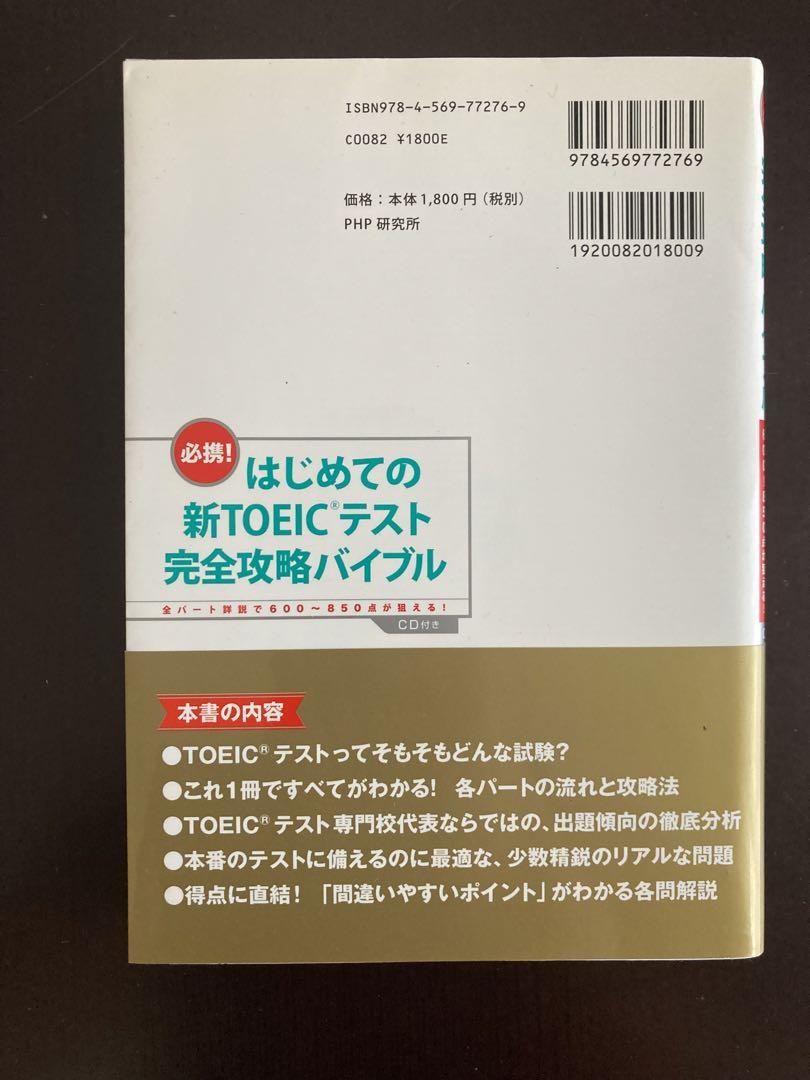 ISBN978-4-569-77276-9
C0082 ¥1800E
9784569772769
価格：本体1,800円（税別）
PHP研究所
1920082018009
必携！
はじめての
新TOEIC®テスト
完全攻略バイブル
全パート詳説で600～850点が狙える！
CD付き
本書の内容
●TOEIC®テストってそもそもどんな試験？
●これ1冊ですべてがわかる！ 各パートの流れと攻略法
●TOEIC®テスト専門校代表ならではの、出題傾向の徹底分析
●本番のテストに備えるのに最適な、少数精鋭のリアルな問題
●得点に直結！「間違いやすいポイント」がわかる各問解説